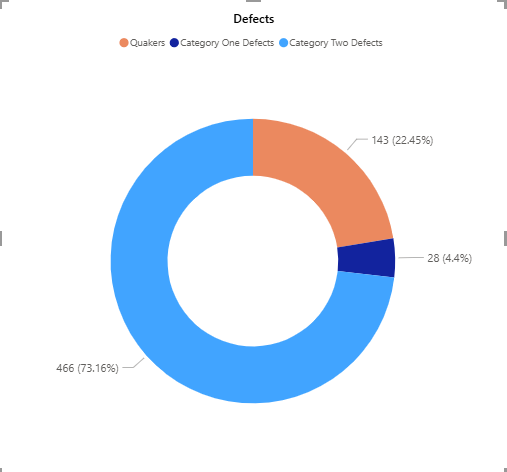 Defects
Quakers Category One Defects Category Two Defects
143 (22.45%)
28 (4.4%)
466 (73.16%)